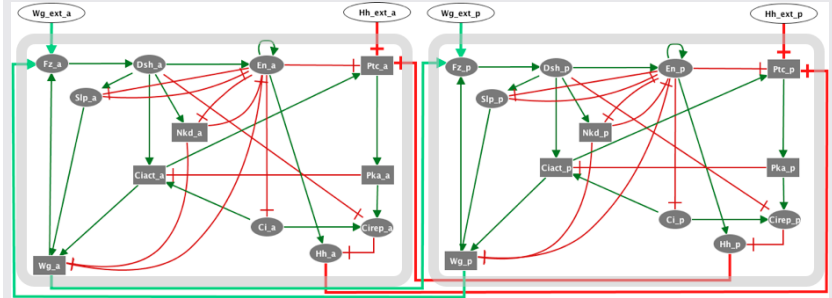 Wg_ext_a
Hh_ext_a
Wg_ext_p
Hh_ext_p
Fz_a
Dsh_a
En_a
Ptc_a
Fz_p
Dsh_p
En_p
Ptc_p
Slp_a
Slp_p
Nkd_a
Nkd_p
Ciact_a
Pka_a
Ciact_p
Pka_p
Ci_a
Cirep_a
Ci_p
Cirep_p
Hh_a
Hh_p
Wg_a
Wg_p